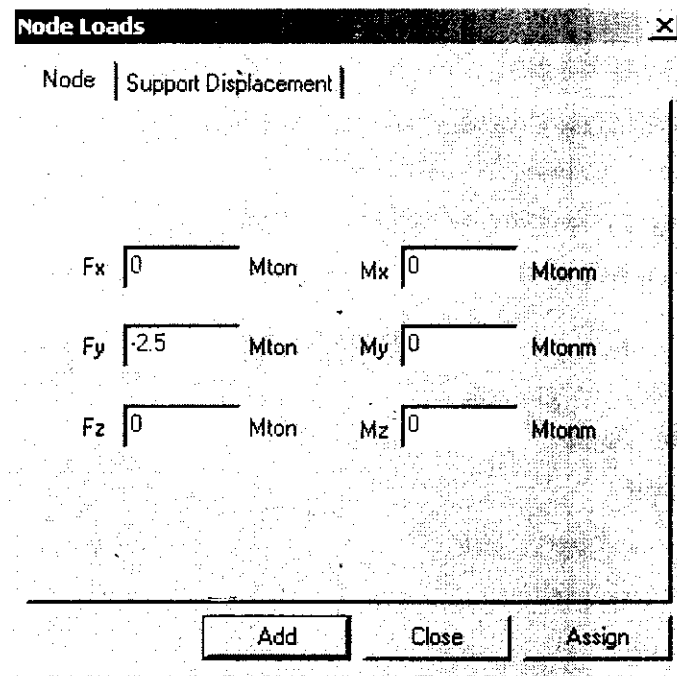 Node Loads
Node Support Displacement
Fx 0 Mton Mx 0 Mtonm
Fy -2.5 Mton My 0 Mtonm
Fz 0 Mton Mz 0 Mtonm
Add Close Assign